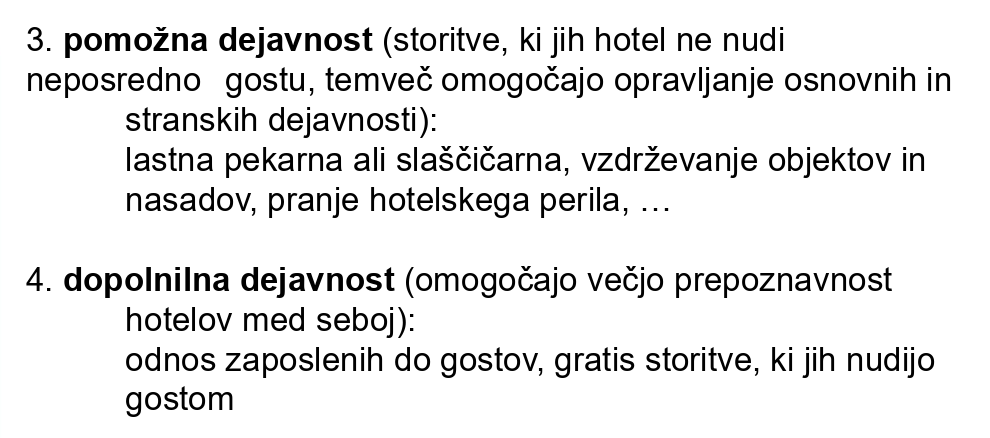 3. pomožna dejavnost (storitve, ki jih hotel ne nudi
neposredno gostu, temveč omogočajo opravljanje osnovnih in
stranskih dejavnosti):
lastna pekarna ali slaščičarna, vzdrževanje objektov in
nasadov, pranje hotelskega perila, …
4. dopolnilna dejavnost (omogočajo večjo prepoznavnost
hotelov med seboj):
odnos zaposlenih do gostov, gratis storitve, ki jih nudijo
gostom